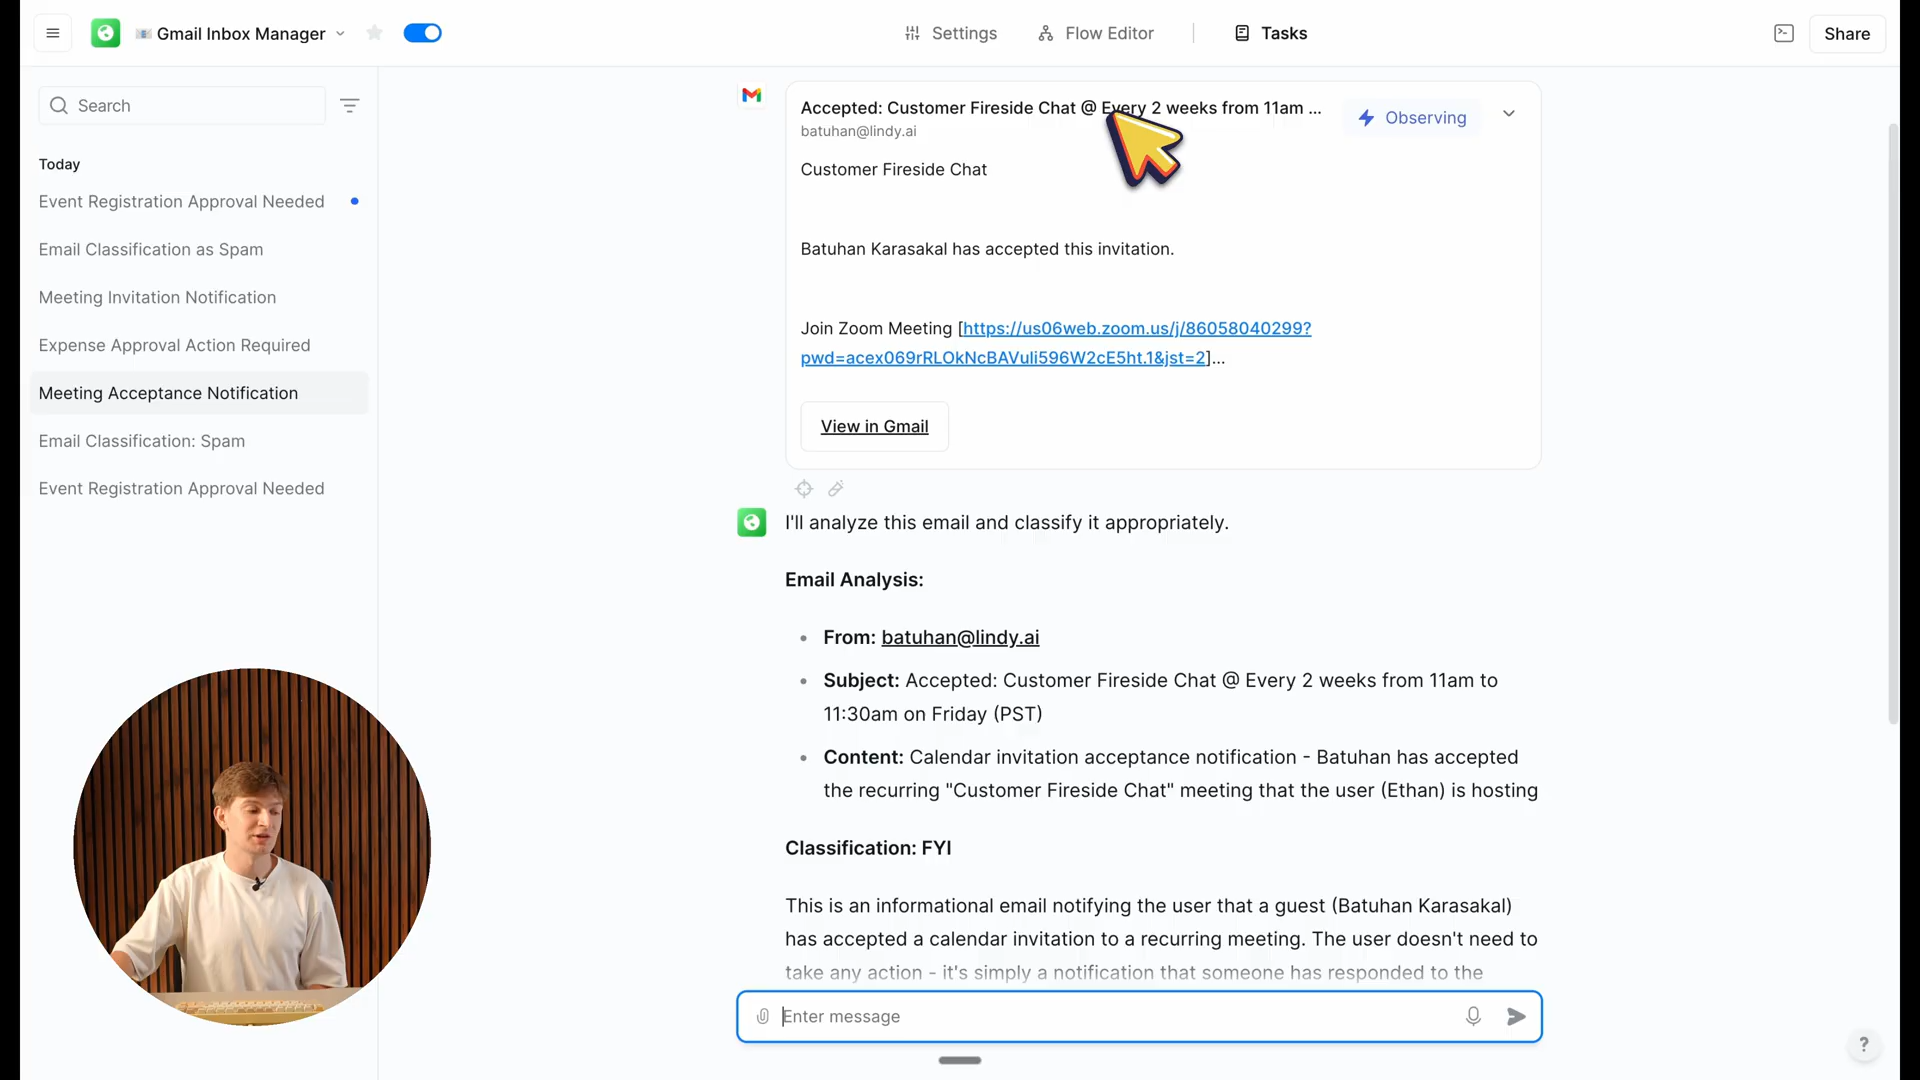 Gmail Inbox Manager
Settings
Flow Editor
Tasks
Share
Search
Today
Event Registration Approval Needed
Email Classification as Spam
Meeting Invitation Notification
Expense Approval Action Required
Meeting Acceptance Notification
Email Classification: Spam
Event Registration Approval Needed
Accepted: Customer Fireside Chat @ Every 2 weeks from 11am ...
batuhan@lindy.ai
Observing
Customer Fireside Chat
Batuhan Karasakal has accepted this invitation.
Join Zoom Meeting [https://us06web.zoom.us/j/86058040299?
pwd=acex069rRLOkNcBAVuli596W2cE5ht.1&jst=2]...
View in Gmail
I'll analyze this email and classify it appropriately.
Email Analysis:
• From: batuhan@lindy.ai
• Subject: Accepted: Customer Fireside Chat @ Every 2 weeks from 11am to
11:30am on Friday (PST)
• Content: Calendar invitation acceptance notification - Batuhan has accepted
the recurring "Customer Fireside Chat" meeting that the user (Ethan) is hosting
Classification: FYI
This is an informational email notifying the user that a guest (Batuhan Karasakal)
has accepted a calendar invitation to a recurring meeting. The user doesn't need to
take any action - it's simply a notification that someone has responded to the
Enter message
?